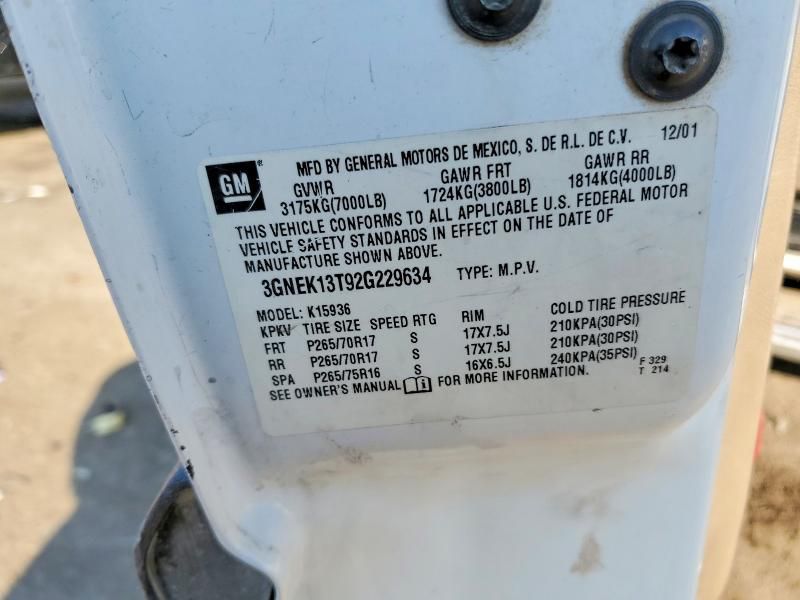 GM ®
MFD BY GENERAL MOTORS DE MEXICO, S. DE R.L. DE C.V. 12/01
GVWR GAWR FRT GAWR RR
3175KG(7000LB) 1724KG(3800LB) 1814KG(4000LB)
THIS VEHICLE CONFORMS TO ALL APPLICABLE U.S. FEDERAL MOTOR
VEHICLE SAFETY STANDARDS IN EFFECT ON THE DATE OF
MANUFACTURE SHOWN ABOVE.
3GNEK13T92G229634 TYPE: M.P.V.
MODEL: K15936
KPKV TIRE SIZE SPEED RTG RIM COLD TIRE PRESSURE
FRT P265/70R17 S 17X7.5J 210KPA(30PSI)
RR P265/70R17 S 17X7.5J 210KPA(30PSI)
SPA P265/75R16 S 16X6.5J 240KPA(35PSI) F 329
SEE OWNER'S MANUAL FOR MORE INFORMATION. T 214